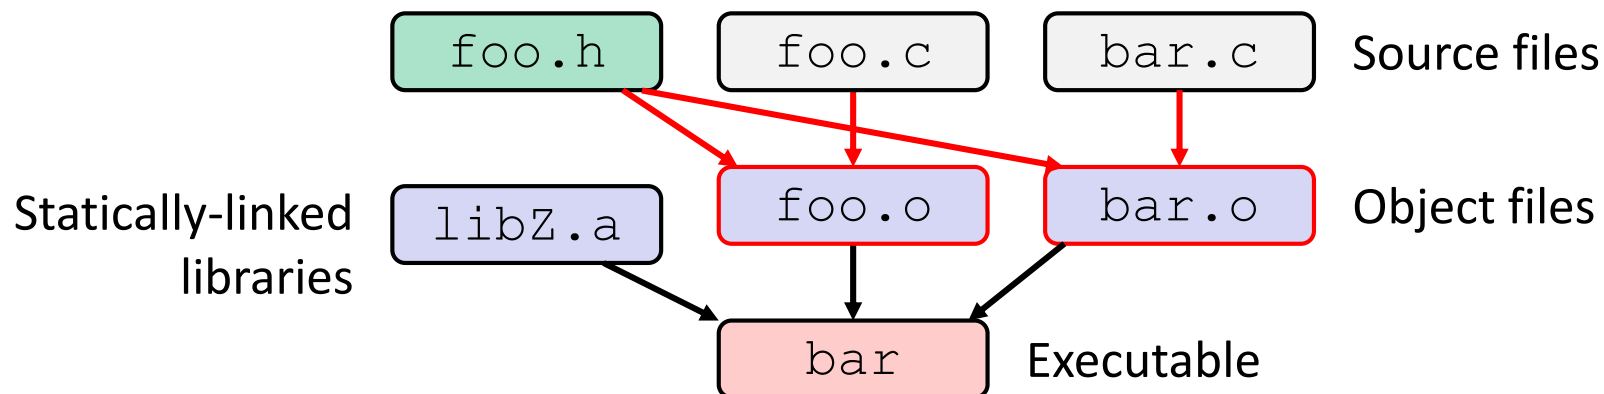 foo.h foo.c bar.c Source files
Statically-linked
libraries
libZ.a foo.o bar.o Object files
bar Executable